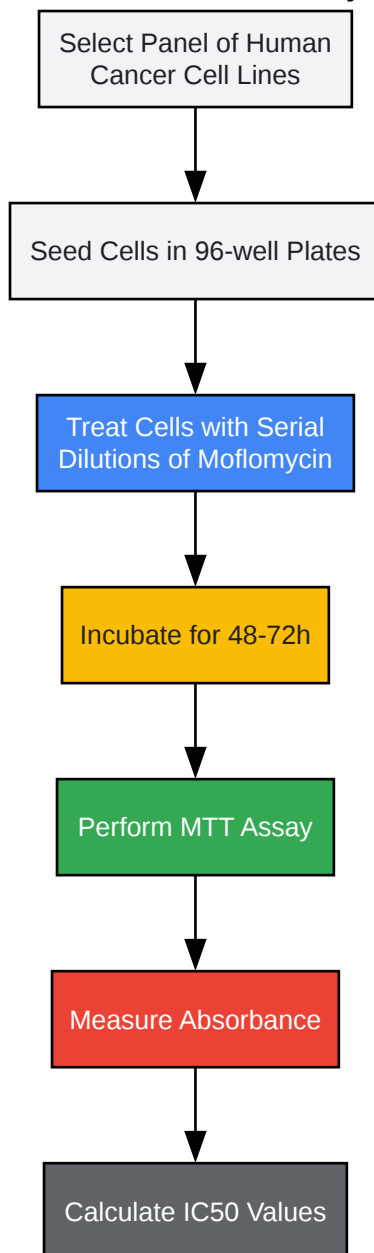 Select Panel of Human
Cancer Cell Lines
Seed Cells in 96-well Plates
Treat Cells with Serial
Dilutions of Moflomycin
Incubate for 48-72h
Perform MTT Assay
Measure Absorbance
Calculate IC50 Values